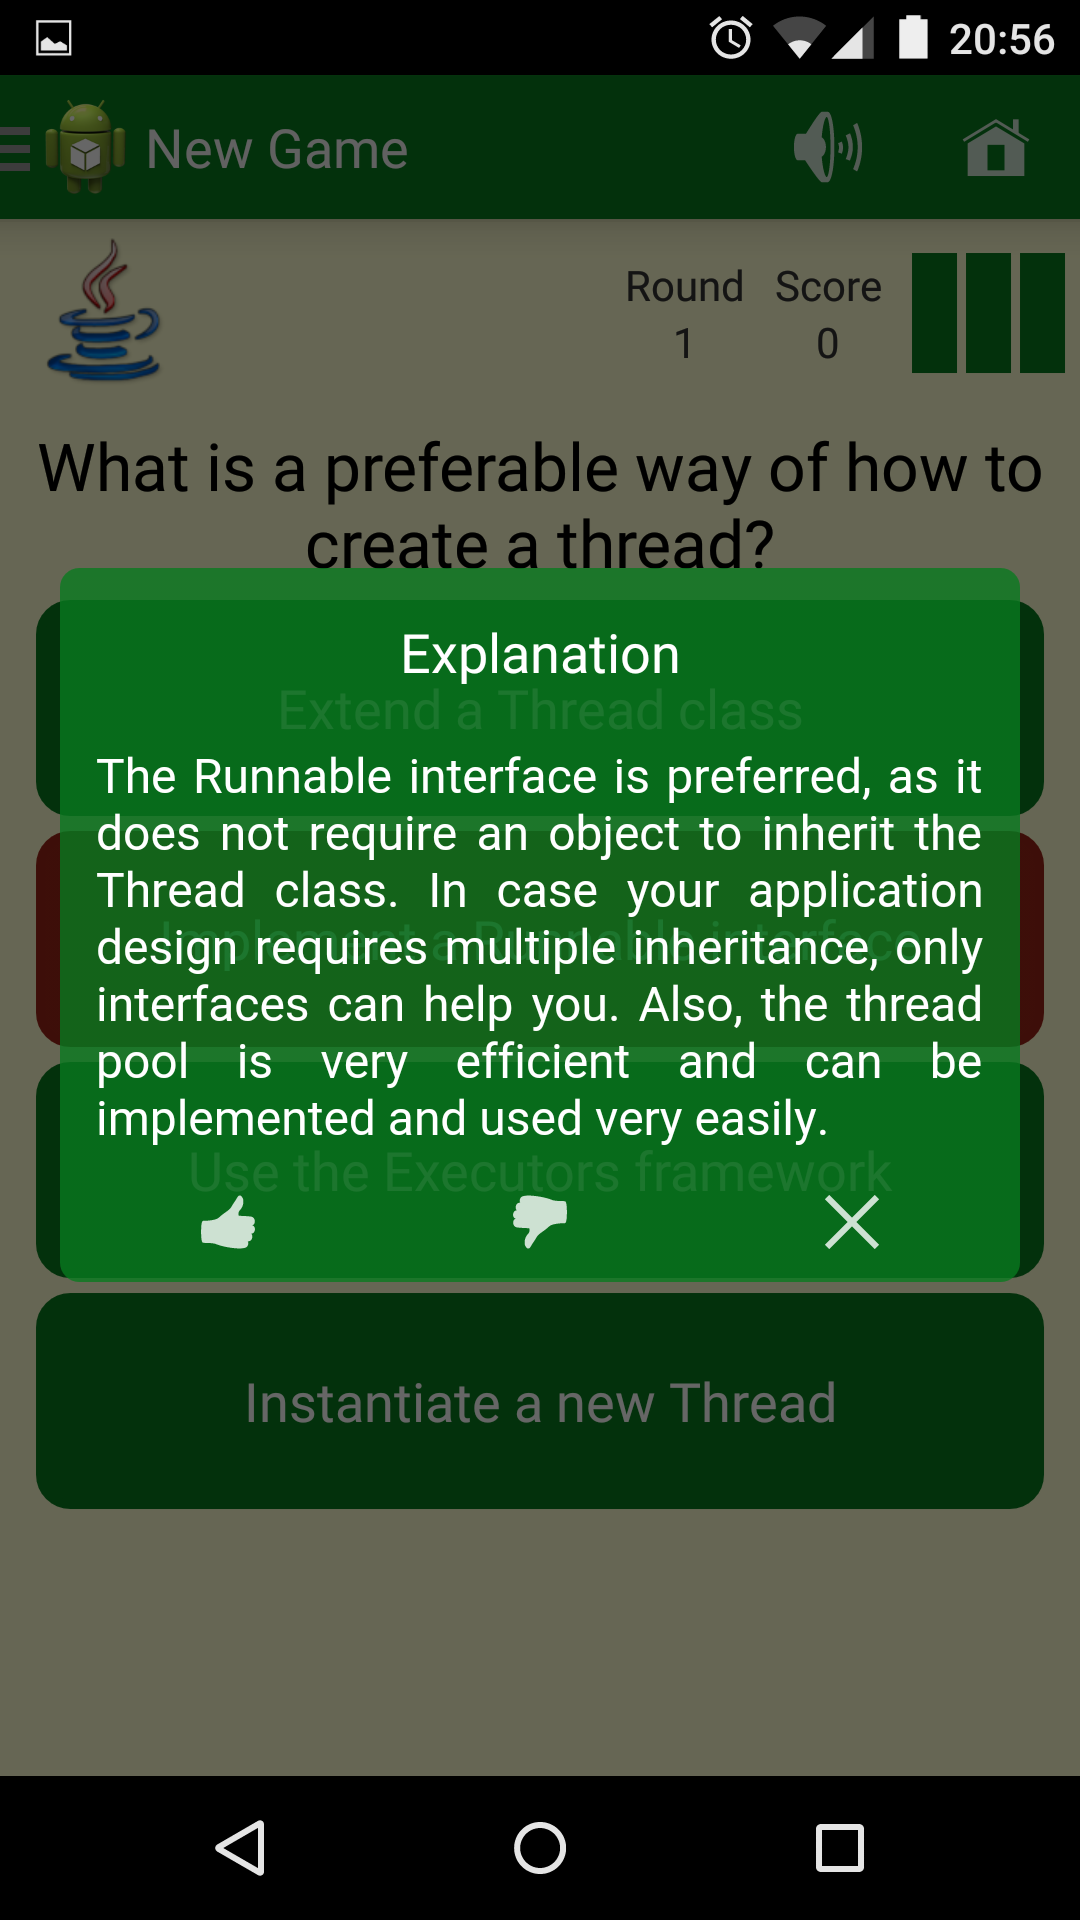 20:56
New Game
Round Score
1 0
What is a preferable way of how to
create a thread?
Explanation
Extend a Thread class
The Runnable interface is preferred, as it
does not require an object to inherit the
Thread class. In case your application
design requires multiple inheritance, only
Implement a Runnable interface
interfaces can help you. Also, the thread
pool is very efficient and can be
implemented and used very easily.
Use the Executors framework
Instantiate a new Thread